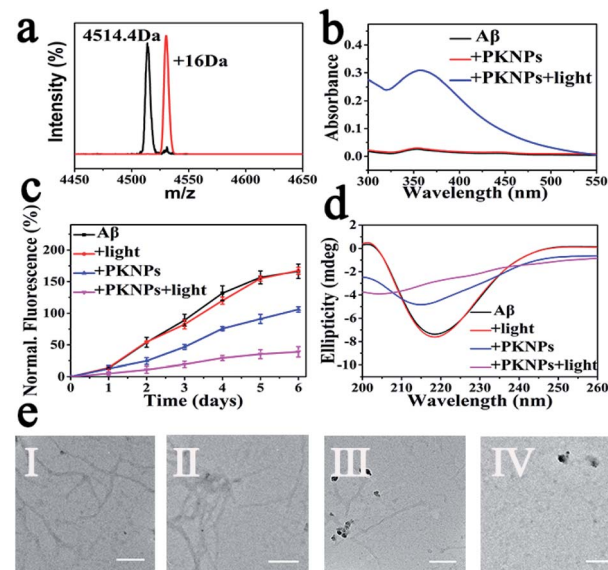 a
4514.4Da
+16Da
Intensity (%)
4450 4500 4550 4600 4650
m/z
b
Aβ
+PKNPs
+PKNPs+light
Absorbance
0.4
0.3
0.2
0.1
0.0
300 350 400 450 500 550
Wavelength (nm)
c
Aβ
+light
+PKNPs
+PKNPs+light
Normal. Fluorescence (%)
200
150
100
50
0
0 1 2 3 4 5 6
Time (days)
d
Ellipticity (mdeg)
2
0
-2
-4
-6
-8
-10
Aβ
+light
+PKNPs
+PKNPs+light
200 210 220 230 240 250 260
Wavelength (nm)
e
I
II
III
IV